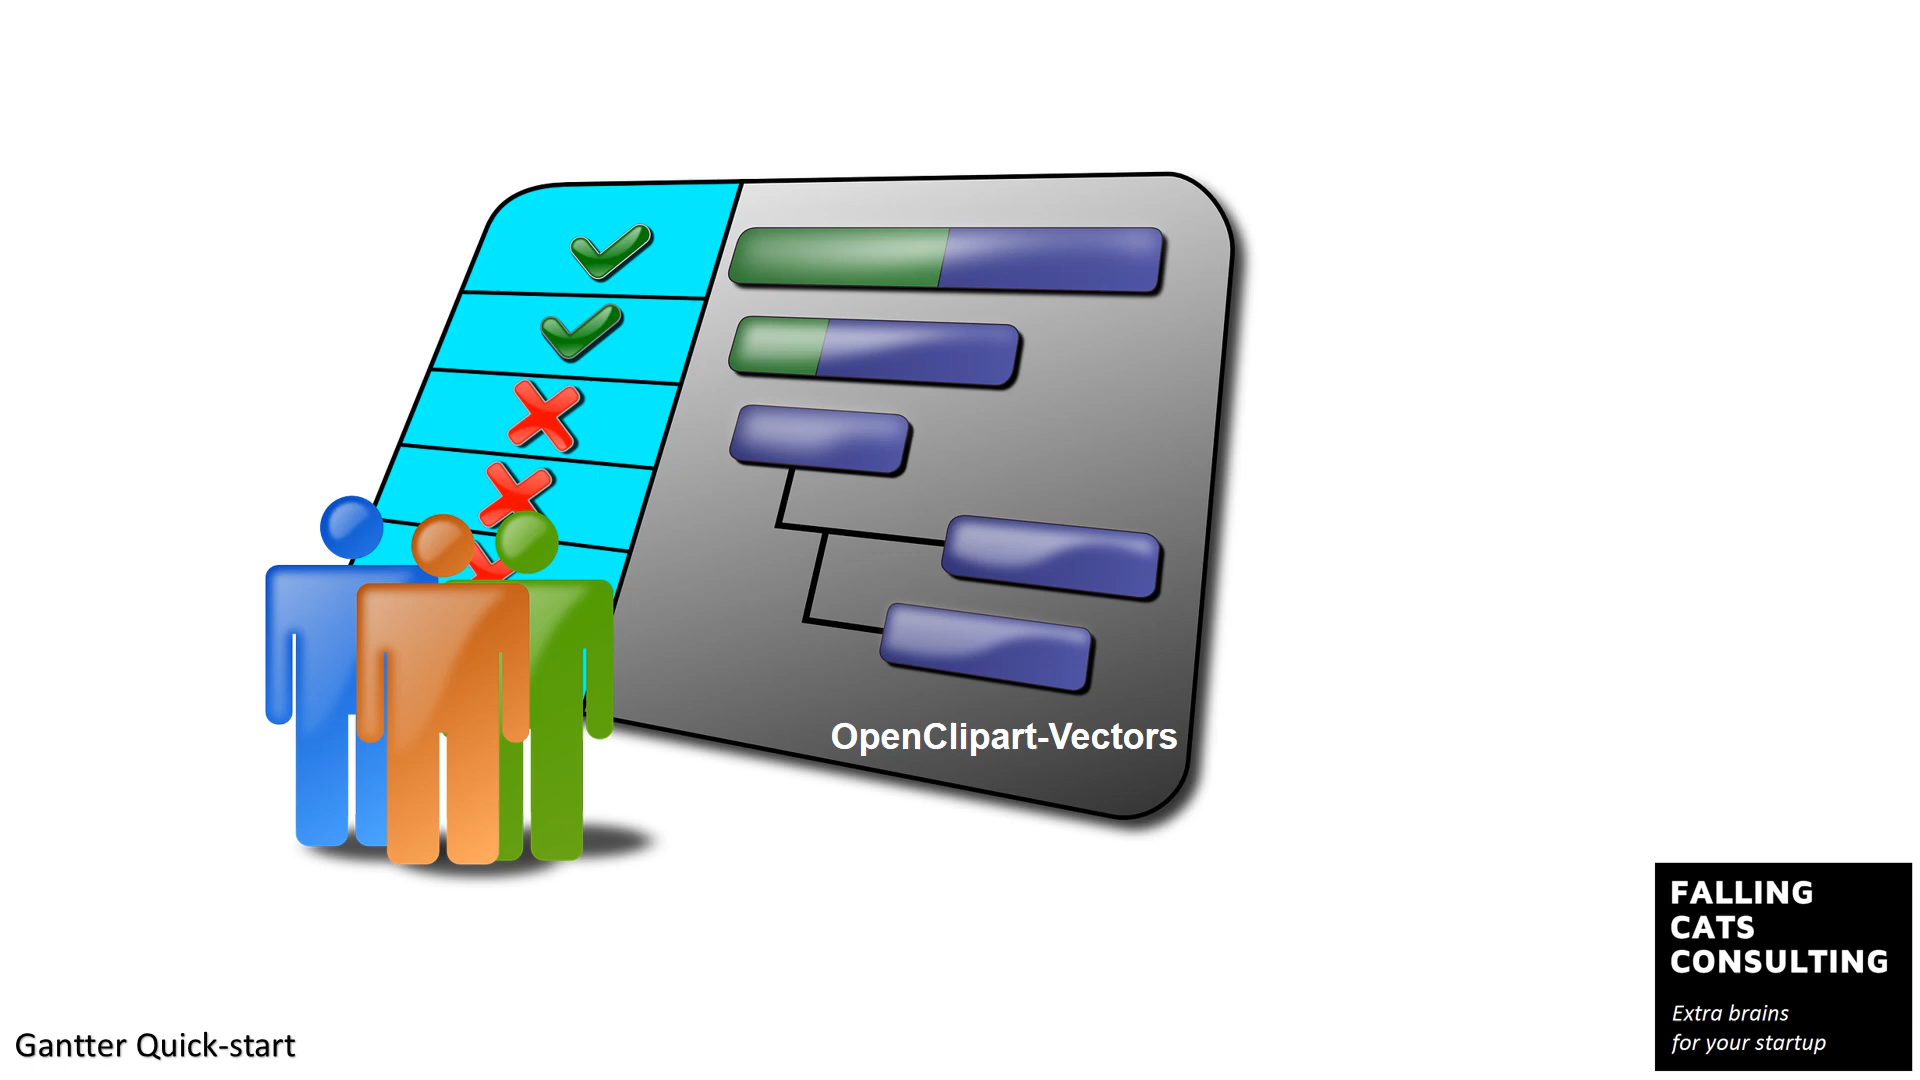 OpenClipart-Vectors
FALLING
CATS
CONSULTING
Extra brains
for your startup
Gantter Quick-start